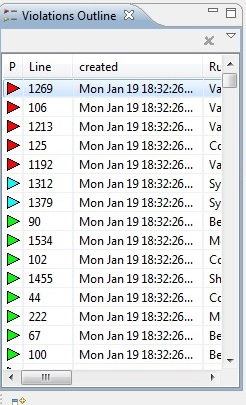 Violations Outline
P Line created Ru
1269 Mon Jan 19 18:32:26... Va
106 Mon Jan 19 18:32:26... Va
1213 Mon Jan 19 18:32:26... Va
125 Mon Jan 19 18:32:26... Co
1192 Mon Jan 19 18:32:26... Va
1312 Mon Jan 19 18:32:26... Sy
1379 Mon Jan 19 18:32:26... Sy
90 Mon Jan 19 18:32:26... Be
1534 Mon Jan 19 18:32:26... M
102 Mon Jan 19 18:32:26... Co
1455 Mon Jan 19 18:32:26... Sh
44 Mon Jan 19 18:32:26... Co
222 Mon Jan 19 18:32:26... M
67 Mon Jan 19 18:32:26... Be
100 Mon Jan 19 18:32:26... Be